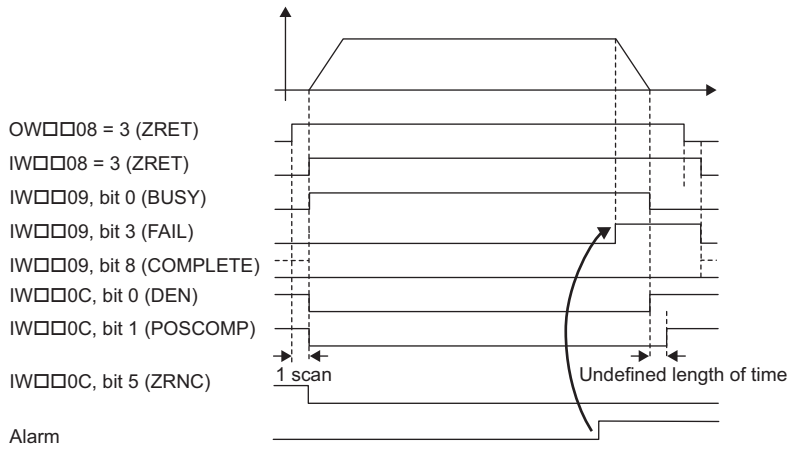 OW□□08 = 3 (ZRET)
IW□□08 = 3 (ZRET)
IW□□09, bit 0 (BUSY)
IW□□09, bit 3 (FAIL)
IW□□09, bit 8 (COMPLETE)
IW□□0C, bit 0 (DEN)
IW□□0C, bit 1 (POSCOMP)
1 scan
Undefined length of time
IW□□0C, bit 5 (ZRNC)
Alarm